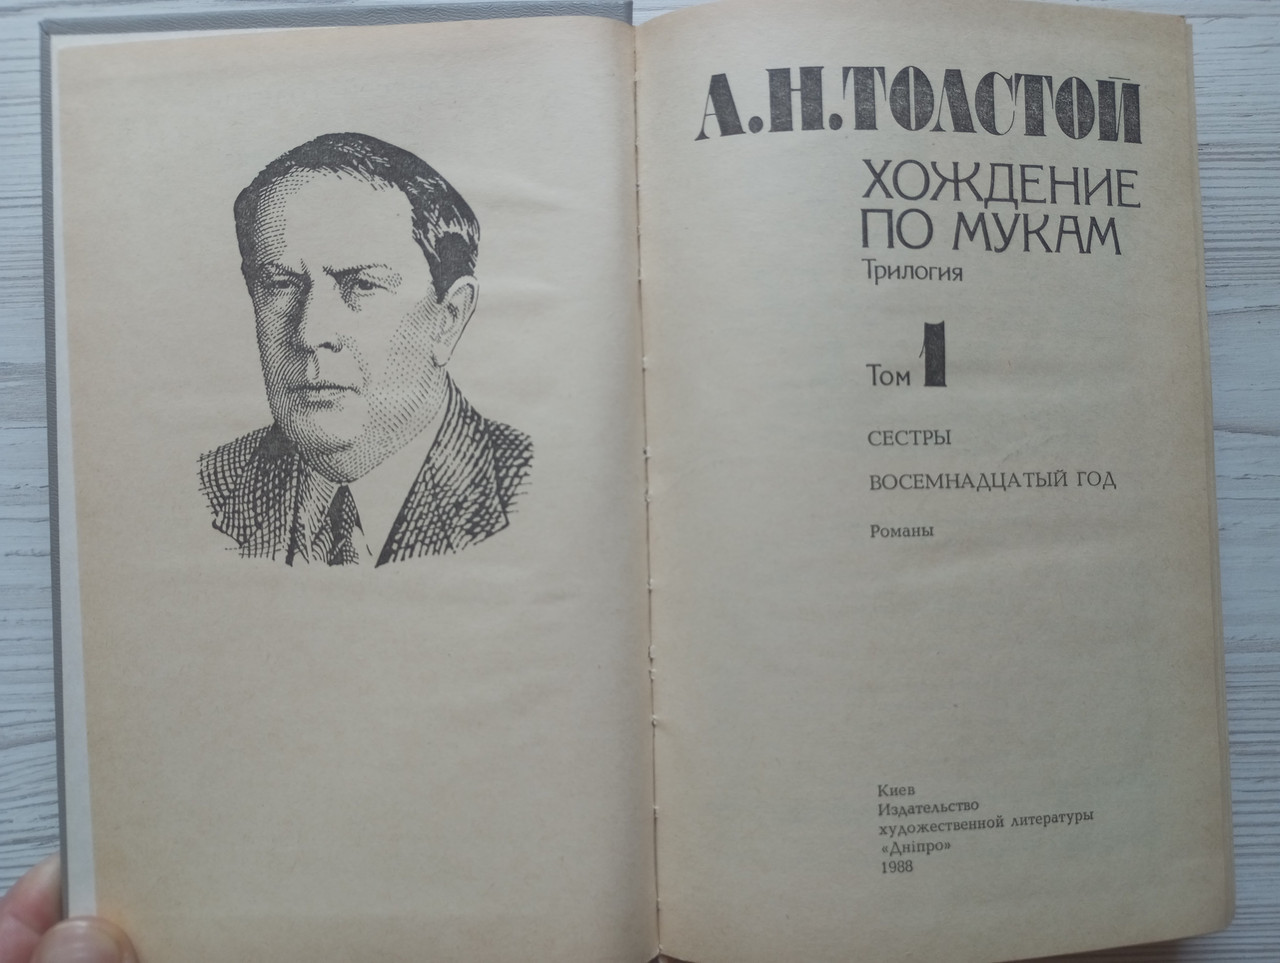 А.Н.ТОЛСТОЙ
ХОЖДЕНИЕ
ПО МУКАМ
Трилогия
Том 1
СЕСТРЫ
ВОСЕМНАДЦАТЫЙ ГОД
Романы
Киев
Издательство
художественной литературы
«Дніпро»
1988